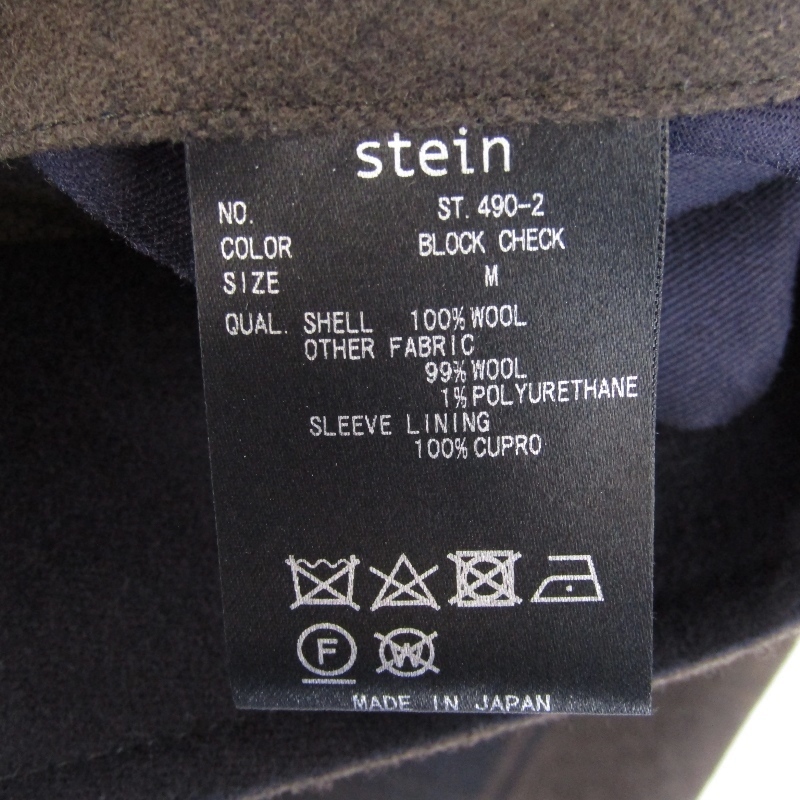 stein
NO. ST.490-2
COLOR BLOCK CHECK
SIZE M
QUAL. SHELL 100% WOOL
OTHER FABRIC
99% WOOL
1% POLYURETHANE
SLEEVE LINING
100% CUPRO
F W
MADE IN JAPAN